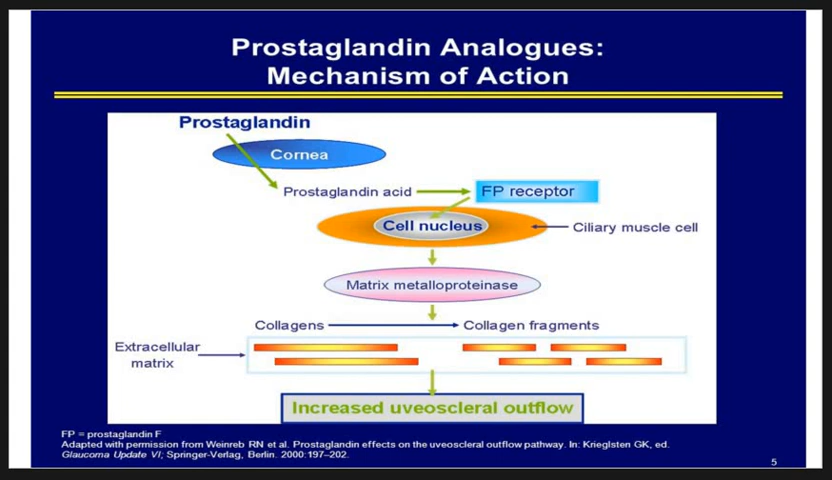 Prostaglandin Analogues:
Mechanism of Action
Prostaglandin
Cornea
Prostaglandin acid
FP receptor
Cell nucleus
Ciliary muscle cell
Matrix metalloproteinase
Collagens
Collagen fragments
Extracellular
matrix
Increased uveoscleral outflow
FP = prostaglandin F
Adapted with permission from Weinreb RN et al. Prostaglandin effects on the uveoscleral outflow pathway. In: Krieglsten GK, ed.
Glaucoma Update VI; Springer-Verlag, Berlin. 2000:197–202.
5